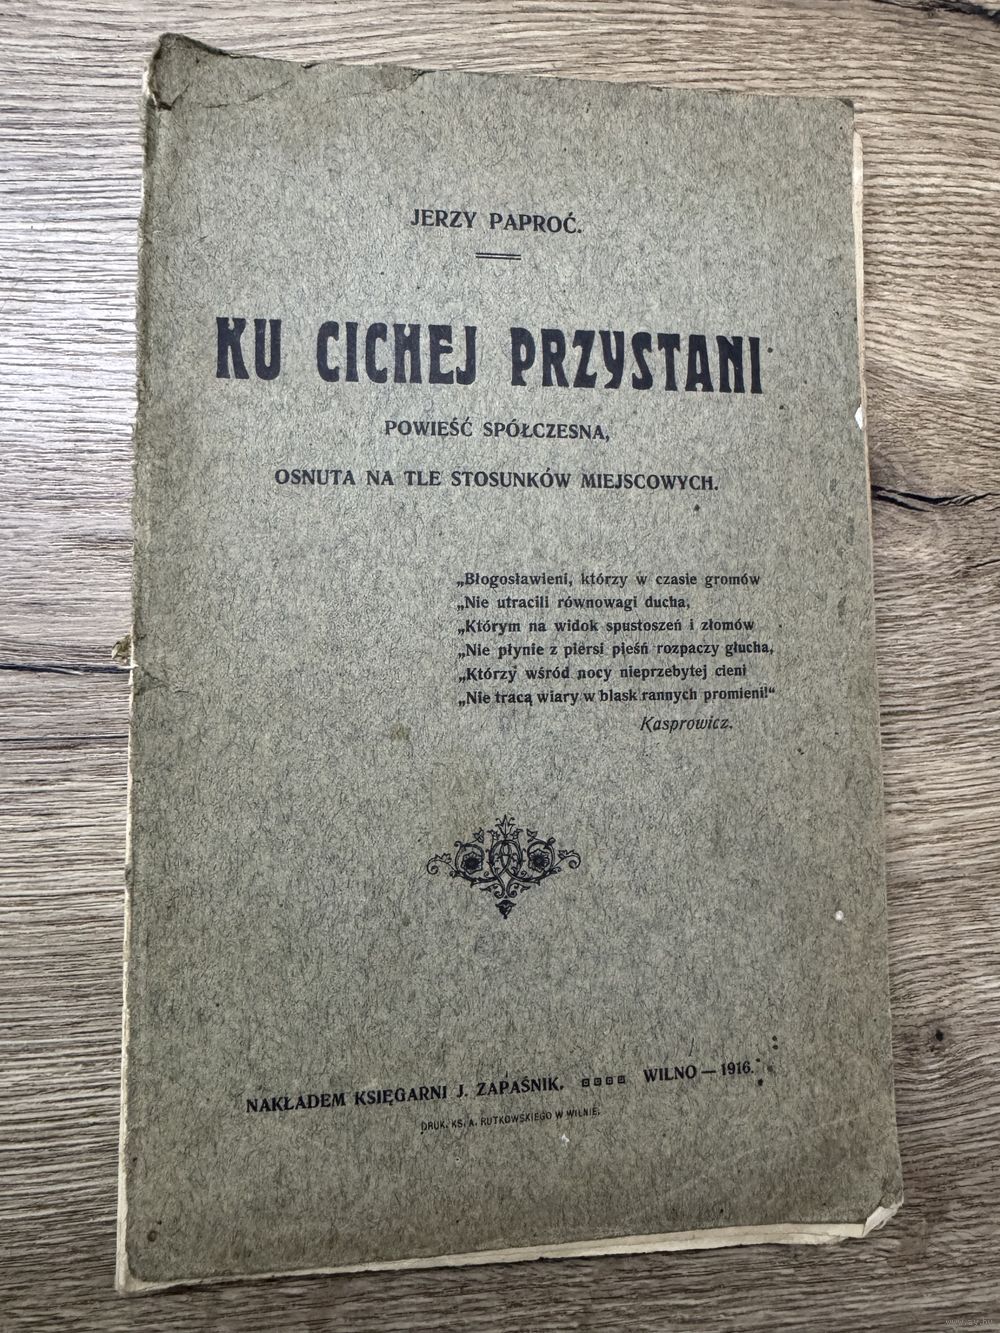 JERZY PAPROĆ.
KU CICHEJ PRZYSTANI
POWIEŚĆ SPÓŁCZESNA,
OSNUTA NA TLE STOSUNKÓW MIEJSCOWYCH.
„Błogosławieni, którzy w czasie gromów
„Nie utracili równowagi ducha,
„Którym na widok spustoszeń i złomów
„Nie płynie z piersi pieśń rozpaczy głucha,
„Którzy wśród nocy nieprzebytej cieni
„Nie tracą wiary w blask rannych promieni!“
Kasprowicz.
NAKŁADEM KSIĘGARNI J. ZAPAŚNIK. WILNO — 1916.
DRUK. KS. A. RUTKOWSKIEGO W WILNIE.